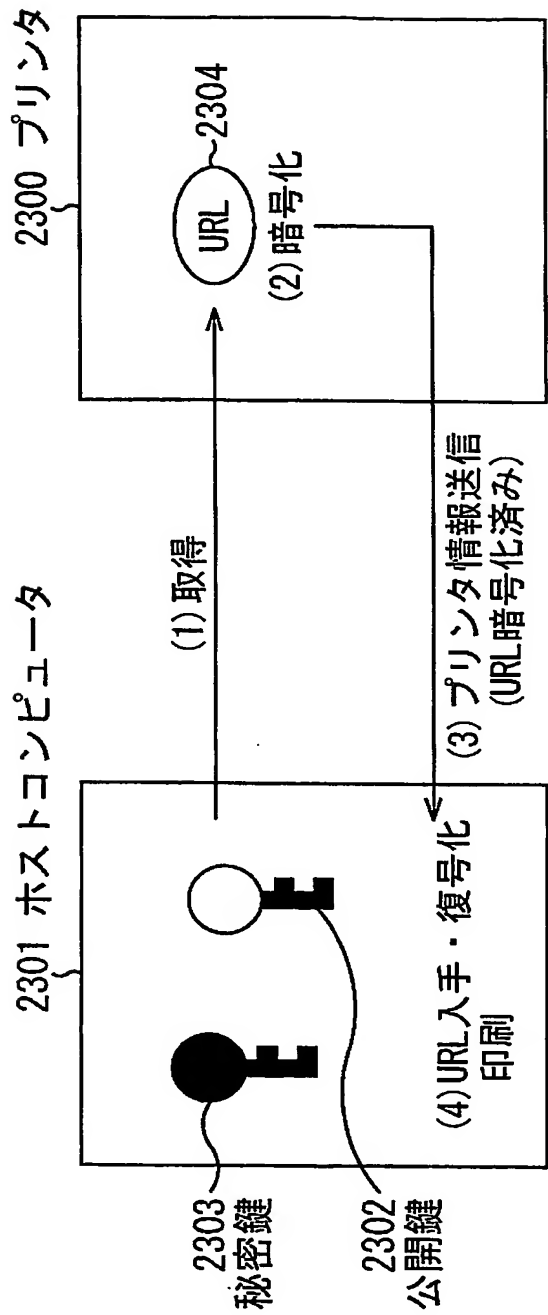 2300 プリンタ
URL
2304
(2)暗号化
(1)取得
(3)プリンタ情報送信
(URL暗号化済み)
2301 ホストコンピュータ
(4)URL入手・復号化
印刷
2303
秘密鍵
2302
公開鍵